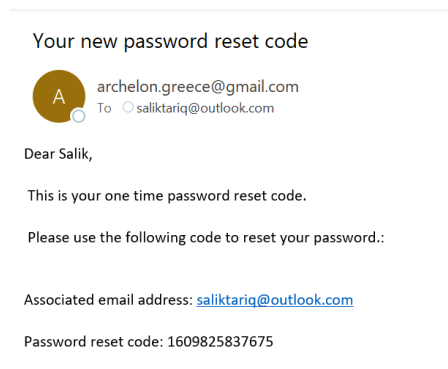 Your new password reset code
A
archelon.greece@gmail.com
To saliktariq@outlook.com
Dear Salik,
This is your one time password reset code.
Please use the following code to reset your password.:
Associated email address: saliktariq@outlook.com
Password reset code: 1609825837675